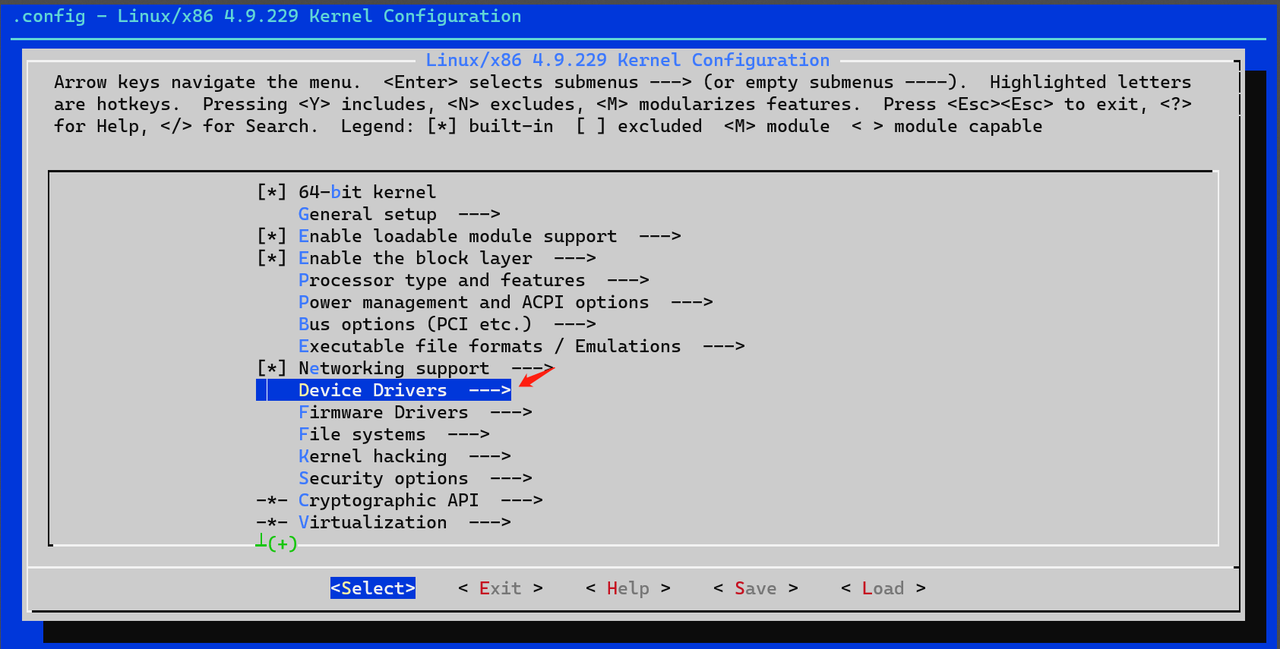 .config - Linux/x86 4.9.229 Kernel Configuration
Linux/x86 4.9.229 Kernel Configuration
Arrow keys navigate the menu.  <Enter> selects submenus ---> (or empty submenus ----).  Highlighted letters
are hotkeys.  Pressing <Y> includes, <N> excludes, <M> modularizes features.  Press <Esc><Esc> to exit, <?>
for Help, </> for Search.  Legend: [*] built-in  [ ] excluded  <M> module  < > module capable
[*] 64-bit kernel
General setup  --->
[*] Enable loadable module support  --->
[*] Enable the block layer  --->
Processor type and features  --->
Power management and ACPI options  --->
Bus options (PCI etc.)  --->
Executable file formats / Emulations  --->
[*] Networking support  --->
Device Drivers  --->
Firmware Drivers  --->
File systems  --->
Kernel hacking  --->
Security options  --->
-*- Cryptographic API  --->
-*- Virtualization  --->
┴(+)
<Select>    < Exit >    < Help >    < Save >    < Load >